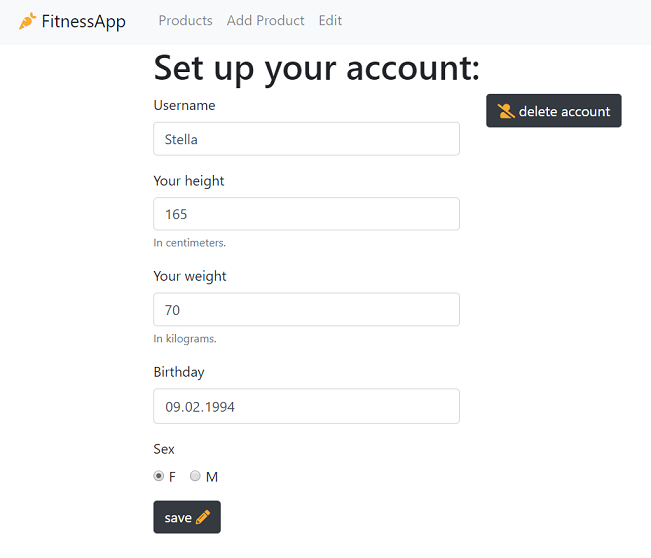 FitnessApp Products Add Product Edit
Set up your account:
Username
delete account
Stella
Your height
165
In centimeters.
Your weight
70
In kilograms.
Birthday
09.02.1994
Sex
F M
save